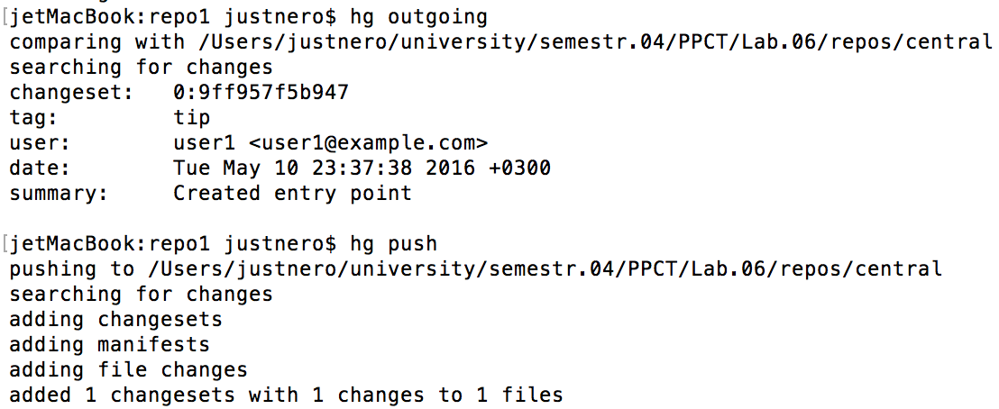 [jetMacBook:repo1 justnero$ hg outgoing
comparing with /Users/justnero/university/semestr.04/PPCT/Lab.06/repos/central
searching for changes
changeset:   0:9ff957f5b947
tag:         tip
user:        user1 <user1@example.com>
date:        Tue May 10 23:37:38 2016 +0300
summary:     Created entry point

[jetMacBook:repo1 justnero$ hg push
pushing to /Users/justnero/university/semestr.04/PPCT/Lab.06/repos/central
searching for changes
adding changesets
adding manifests
adding file changes
added 1 changesets with 1 changes to 1 files